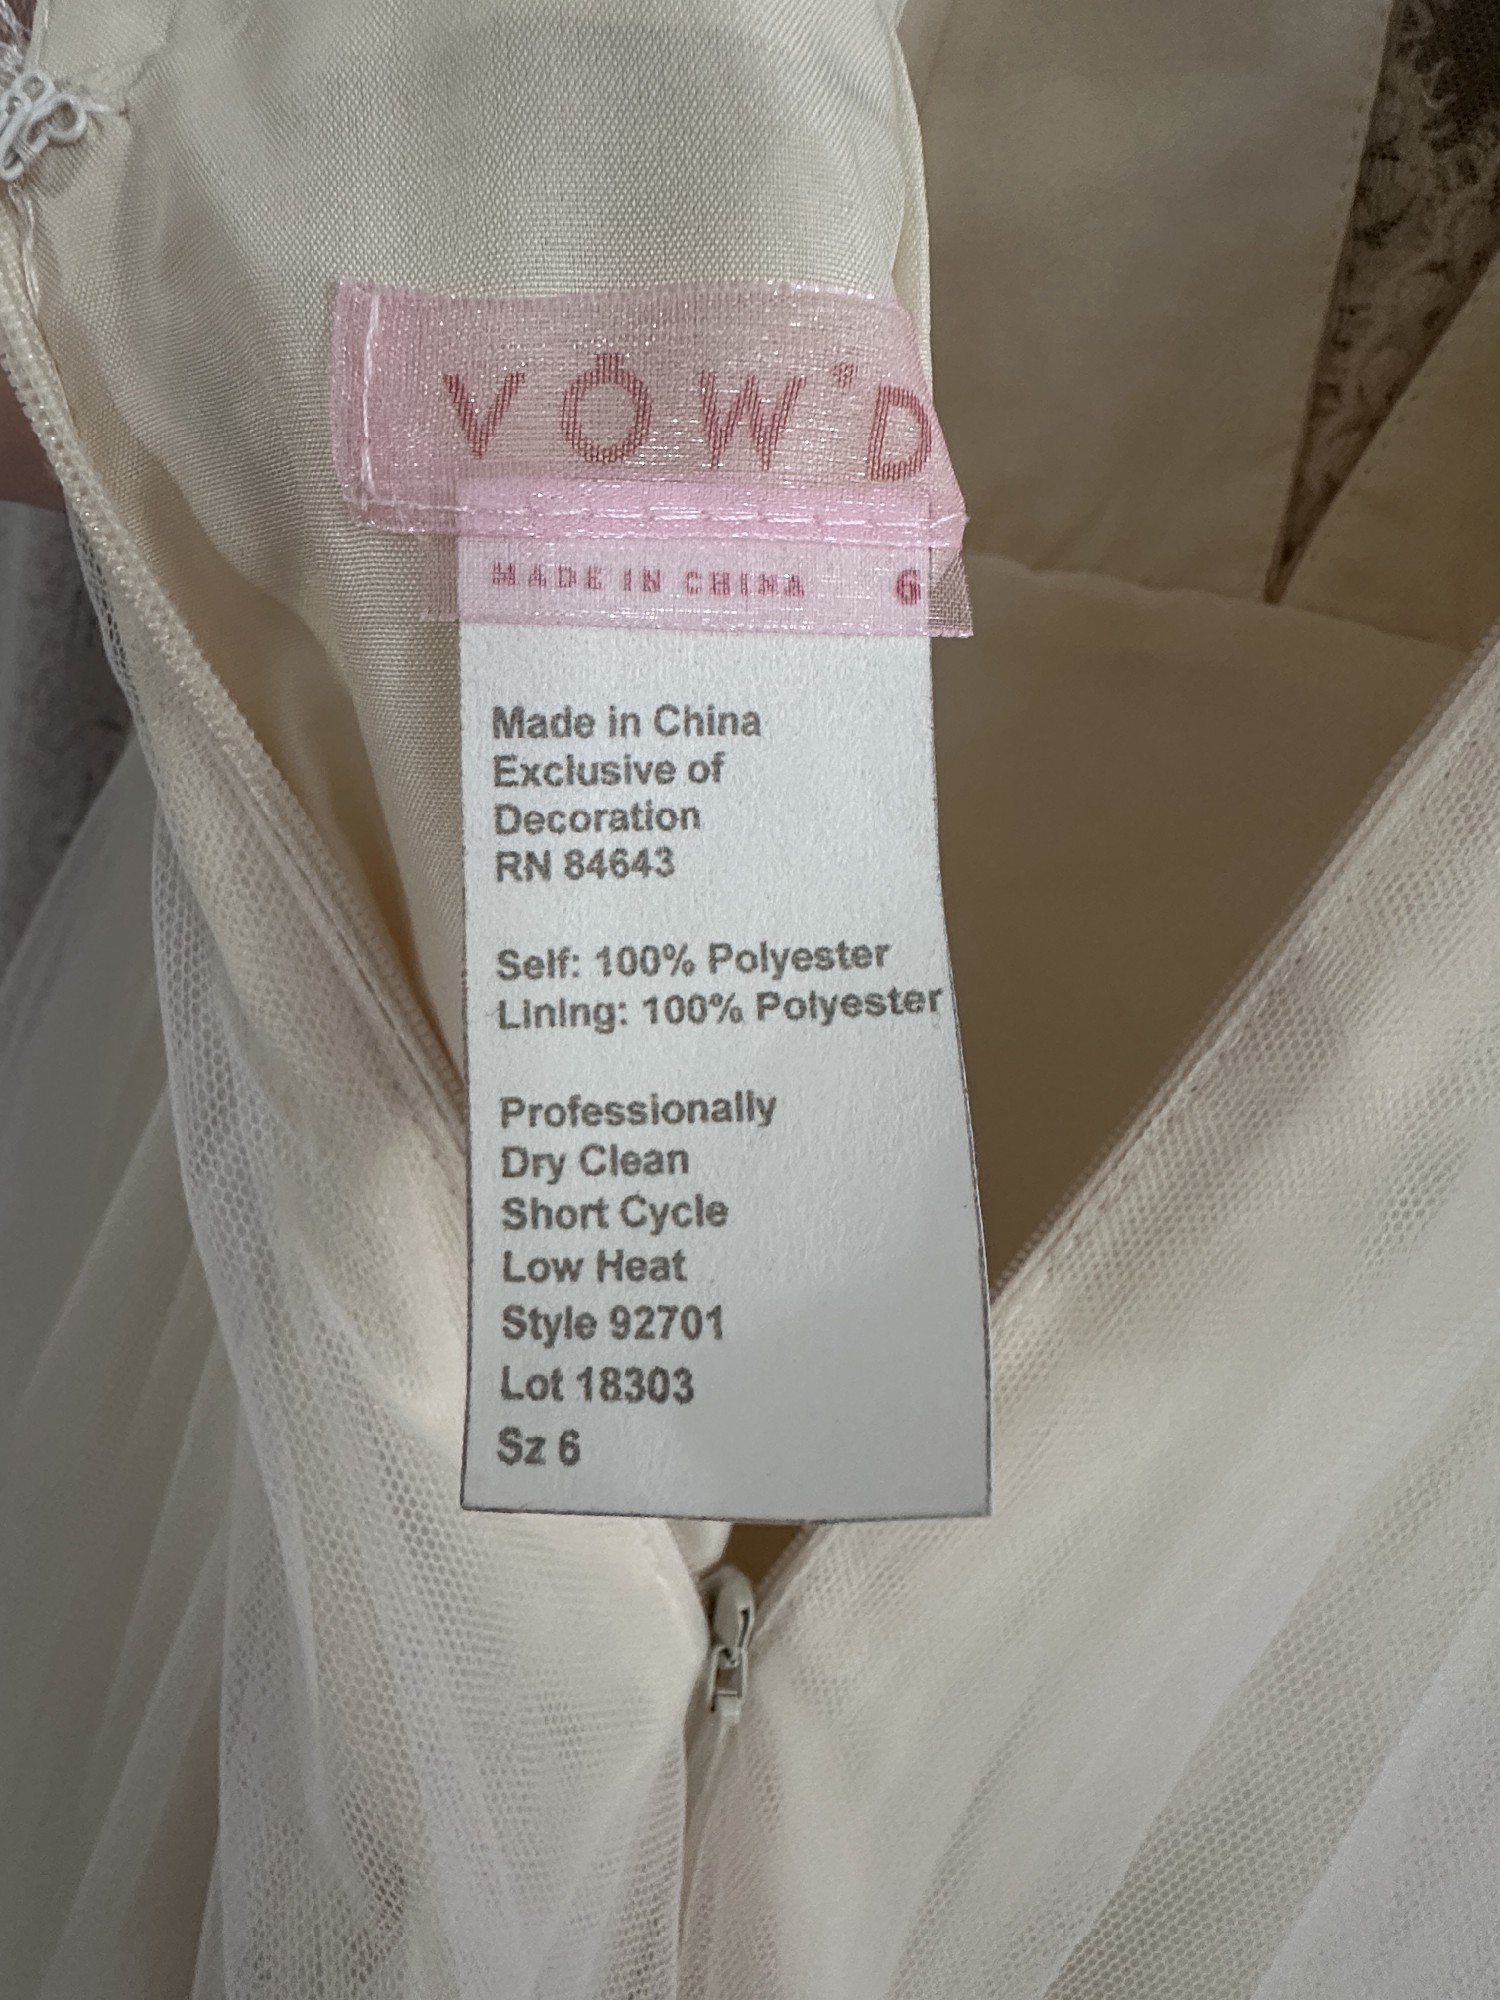 VOW'D
MADE IN CHINA 6
Made in China
Exclusive of
Decoration
RN 84643
Self: 100% Polyester
Lining: 100% Polyester
Professionally
Dry Clean
Short Cycle
Low Heat
Style 92701
Lot 18303
Sz 6